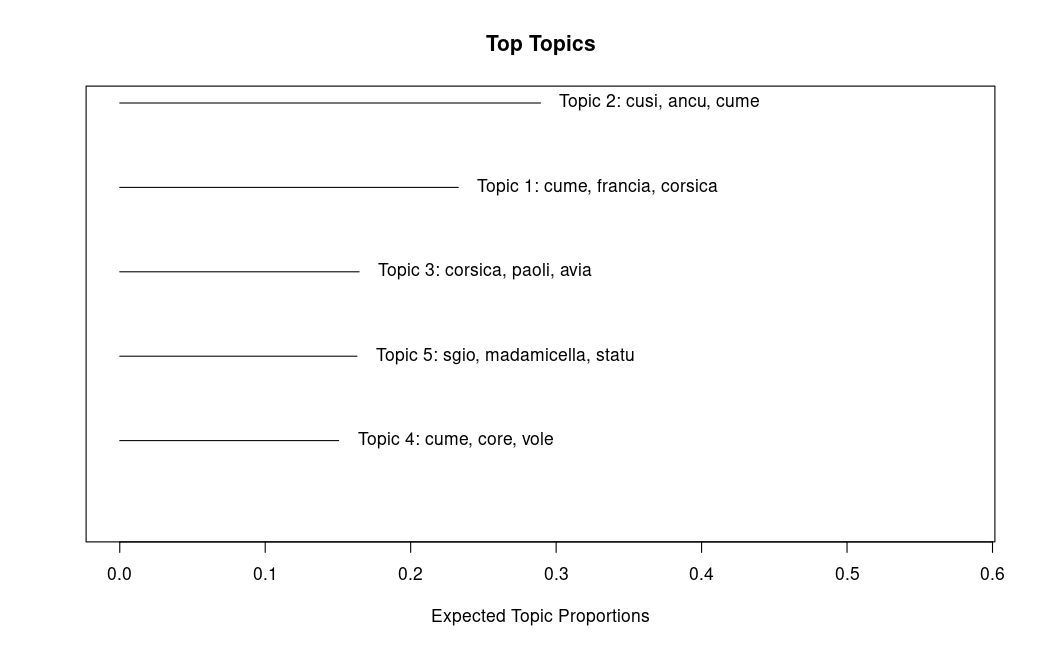 Top Topics
Topic 2: cusi, ancu, cume
Topic 1: cume, francia, corsica
Topic 3: corsica, paoli, avia
Topic 5: sgio, madamicella, statu
Topic 4: cume, core, vole
0.0 0.1 0.2 0.3 0.4 0.5 0.6
Expected Topic Proportions